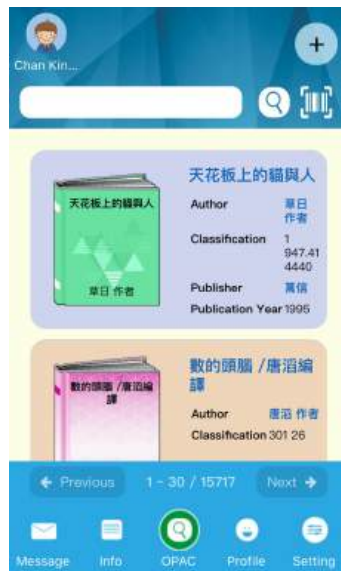 Chan Kin...
+
天花板上的貓與人
天花板上的貓與人
草日 作者
Author 草日
作者
Classification 1
947.41
4440
Publisher 萬信
Publication Year 1995
數的頭腦 /唐滔編
譯
數的頭腦 /唐滔編
譯
Author 唐滔 作者
Classification 301 26
← Previous 1 - 30 / 15717 Next →
Message Info OPAC Profile Setting